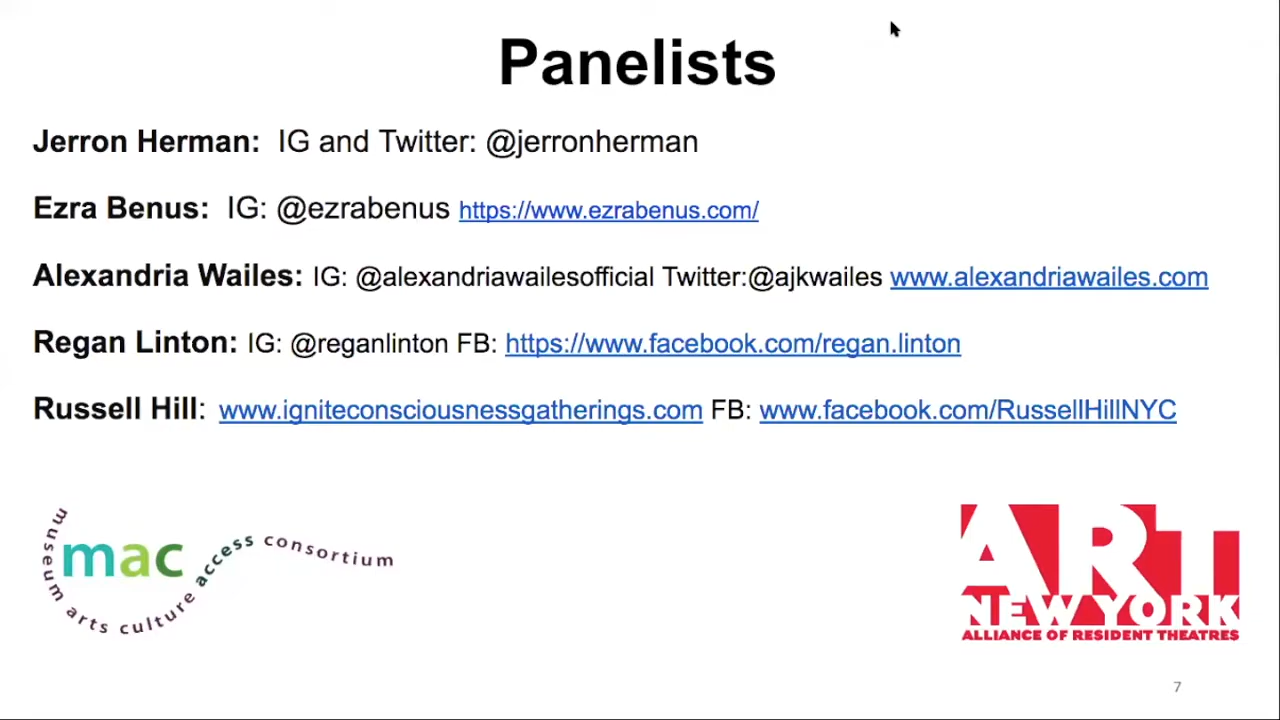 Panelists
Jerron Herman: IG and Twitter: @jerronherman
Ezra Benus: IG: @ezrabenus https://www.ezrabenus.com/
Alexandria Wailes: IG: @alexandriawailesofficial Twitter:@ajkwailes www.alexandriawailes.com
Regan Linton: IG: @reganlinton FB: https://www.facebook.com/regan.linton
Russell Hill: www.igniteconsciousnessgatherings.com FB: www.facebook.com/RussellHillNYC
mac
museum arts culture access consortium
ART
NEW YORK
ALLIANCE OF RESIDENT THEATRES
7